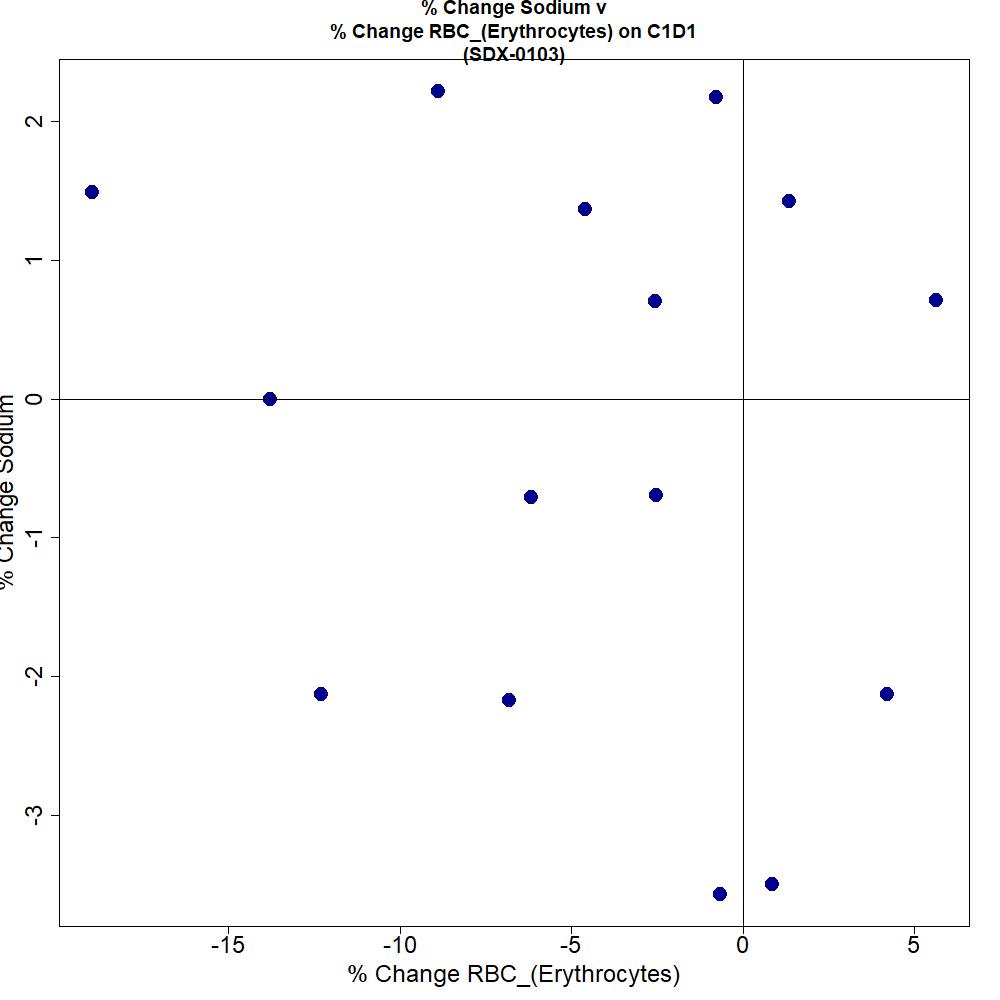 % Change Sodium v
% Change RBC_(Erythrocytes) on C1D1
(SDX-0103)
% Change Sodium
2
1
0
-1
-2
-3
-15
-10
-5
0
5
% Change RBC_(Erythrocytes)